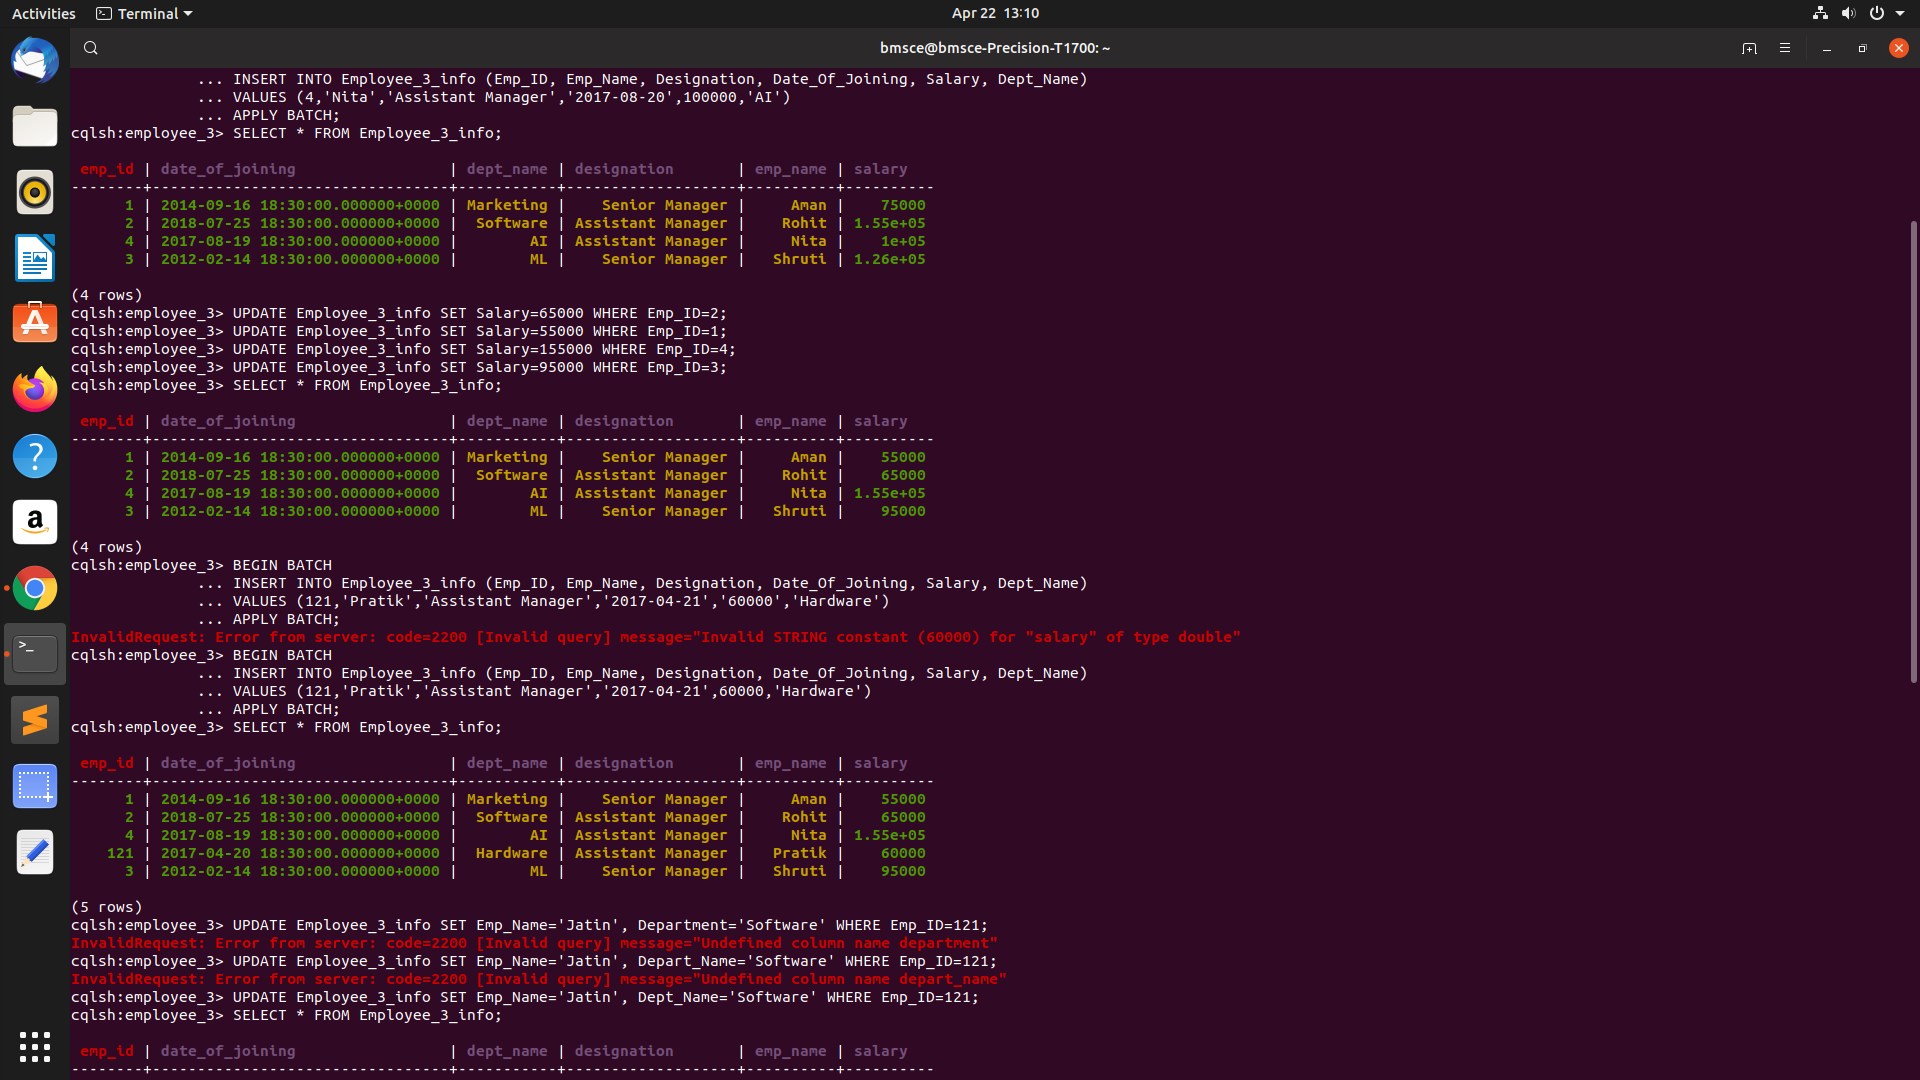 Activities
Terminal
Apr 22  13:10
bmsce@bmsce-Precision-T1700: ~
              ... INSERT INTO Employee_3_info (Emp_ID, Emp_Name, Designation, Date_Of_Joining, Salary, Dept_Name)
              ... VALUES (4,'Nita','Assistant Manager','2017-08-20',100000,'AI')
              ... APPLY BATCH;
cqlsh:employee_3> SELECT * FROM Employee_3_info;

 emp_id | date_of_joining                 | dept_name | designation       | emp_name | salary
--------+---------------------------------+-----------+-------------------+----------+----------
      1 | 2014-09-16 18:30:00.000000+0000 | Marketing |    Senior Manager |     Aman |    75000
      2 | 2018-07-25 18:30:00.000000+0000 |  Software | Assistant Manager |    Rohit | 1.55e+05
      4 | 2017-08-19 18:30:00.000000+0000 |        AI | Assistant Manager |     Nita |    1e+05
      3 | 2012-02-14 18:30:00.000000+0000 |        ML |    Senior Manager |   Shruti | 1.26e+05

(4 rows)
cqlsh:employee_3> UPDATE Employee_3_info SET Salary=65000 WHERE Emp_ID=2;
cqlsh:employee_3> UPDATE Employee_3_info SET Salary=55000 WHERE Emp_ID=1;
cqlsh:employee_3> UPDATE Employee_3_info SET Salary=155000 WHERE Emp_ID=4;
cqlsh:employee_3> UPDATE Employee_3_info SET Salary=95000 WHERE Emp_ID=3;
cqlsh:employee_3> SELECT * FROM Employee_3_info;

 emp_id | date_of_joining                 | dept_name | designation       | emp_name | salary
--------+---------------------------------+-----------+-------------------+----------+----------
      1 | 2014-09-16 18:30:00.000000+0000 | Marketing |    Senior Manager |     Aman |    55000
      2 | 2018-07-25 18:30:00.000000+0000 |  Software | Assistant Manager |    Rohit |    65000
      4 | 2017-08-19 18:30:00.000000+0000 |        AI | Assistant Manager |     Nita | 1.55e+05
      3 | 2012-02-14 18:30:00.000000+0000 |        ML |    Senior Manager |   Shruti |    95000

(4 rows)
cqlsh:employee_3> BEGIN BATCH
              ... INSERT INTO Employee_3_info (Emp_ID, Emp_Name, Designation, Date_Of_Joining, Salary, Dept_Name)
              ... VALUES (121,'Pratik','Assistant Manager','2017-04-21','60000','Hardware')
              ... APPLY BATCH;
InvalidRequest: Error from server: code=2200 [Invalid query] message="Invalid STRING constant (60000) for "salary" of type double"
cqlsh:employee_3> BEGIN BATCH
              ... INSERT INTO Employee_3_info (Emp_ID, Emp_Name, Designation, Date_Of_Joining, Salary, Dept_Name)
              ... VALUES (121,'Pratik','Assistant Manager','2017-04-21',60000,'Hardware')
              ... APPLY BATCH;
cqlsh:employee_3> SELECT * FROM Employee_3_info;

 emp_id | date_of_joining                 | dept_name | designation       | emp_name | salary
--------+---------------------------------+-----------+-------------------+----------+----------
      1 | 2014-09-16 18:30:00.000000+0000 | Marketing |    Senior Manager |     Aman |    55000
      2 | 2018-07-25 18:30:00.000000+0000 |  Software | Assistant Manager |    Rohit |    65000
      4 | 2017-08-19 18:30:00.000000+0000 |        AI | Assistant Manager |     Nita | 1.55e+05
    121 | 2017-04-20 18:30:00.000000+0000 |  Hardware | Assistant Manager |   Pratik |    60000
      3 | 2012-02-14 18:30:00.000000+0000 |        ML |    Senior Manager |   Shruti |    95000

(5 rows)
cqlsh:employee_3> UPDATE Employee_3_info SET Emp_Name='Jatin', Department='Software' WHERE Emp_ID=121;
InvalidRequest: Error from server: code=2200 [Invalid query] message="Undefined column name department"
cqlsh:employee_3> UPDATE Employee_3_info SET Emp_Name='Jatin', Depart_Name='Software' WHERE Emp_ID=121;
InvalidRequest: Error from server: code=2200 [Invalid query] message="Undefined column name depart_name"
cqlsh:employee_3> UPDATE Employee_3_info SET Emp_Name='Jatin', Dept_Name='Software' WHERE Emp_ID=121;
cqlsh:employee_3> SELECT * FROM Employee_3_info;

 emp_id | date_of_joining                 | dept_name | designation       | emp_name | salary
--------+---------------------------------+-----------+-------------------+----------+----------